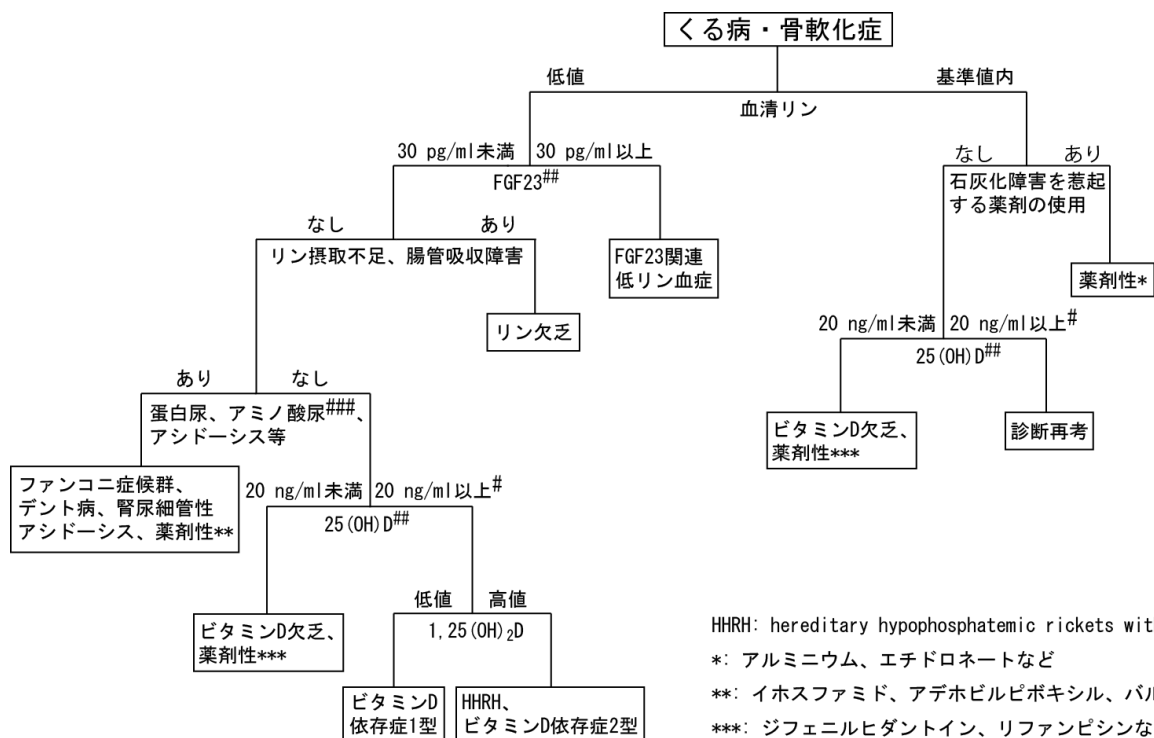 くる病・骨軟化症
低値
基準値内
血清リン
30 pg/ml未満 30 pg/ml以上
FGF23##
なし あり
石灰化障害を惹起
する薬剤の使用
なし あり
リン摂取不足、腸管吸収障害
FGF23関連
低リン血症
薬剤性*
リン欠乏
20 ng/ml未満 20 ng/ml以上#
25(OH)D##
あり なし
蛋白尿、アミノ酸尿###、
アシドーシス等
ビタミンD欠乏、
薬剤性***
診断再考
ファンコニ症候群、
デント病、腎尿細管性
アシドーシス、薬剤性**
20 ng/ml未満 20 ng/ml以上#
25(OH)D##
低値 高値
1,25(OH)2D
ビタミンD欠乏、
薬剤性***
ビタミンD
依存症1型
HHRH、
ビタミンD依存症2型
HHRH: hereditary hypophosphatemic rickets
*: アルミニウム、エチドロネートなど
**: イホスファミド、アデホビルピボキシル、
***: ジフェニルヒダントイン、リファンピシンな